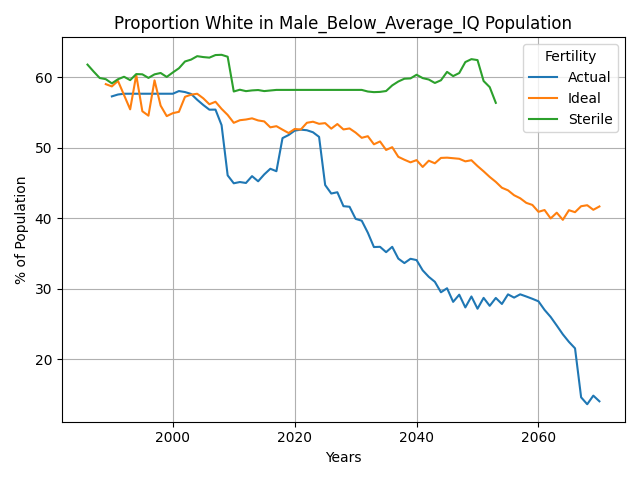 Proportion White in Male_Below_Average_IQ Population
Fertility
Actual
Ideal
Sterile
% of Population
60
50
40
30
20
2000
2020
2040
2060
Years